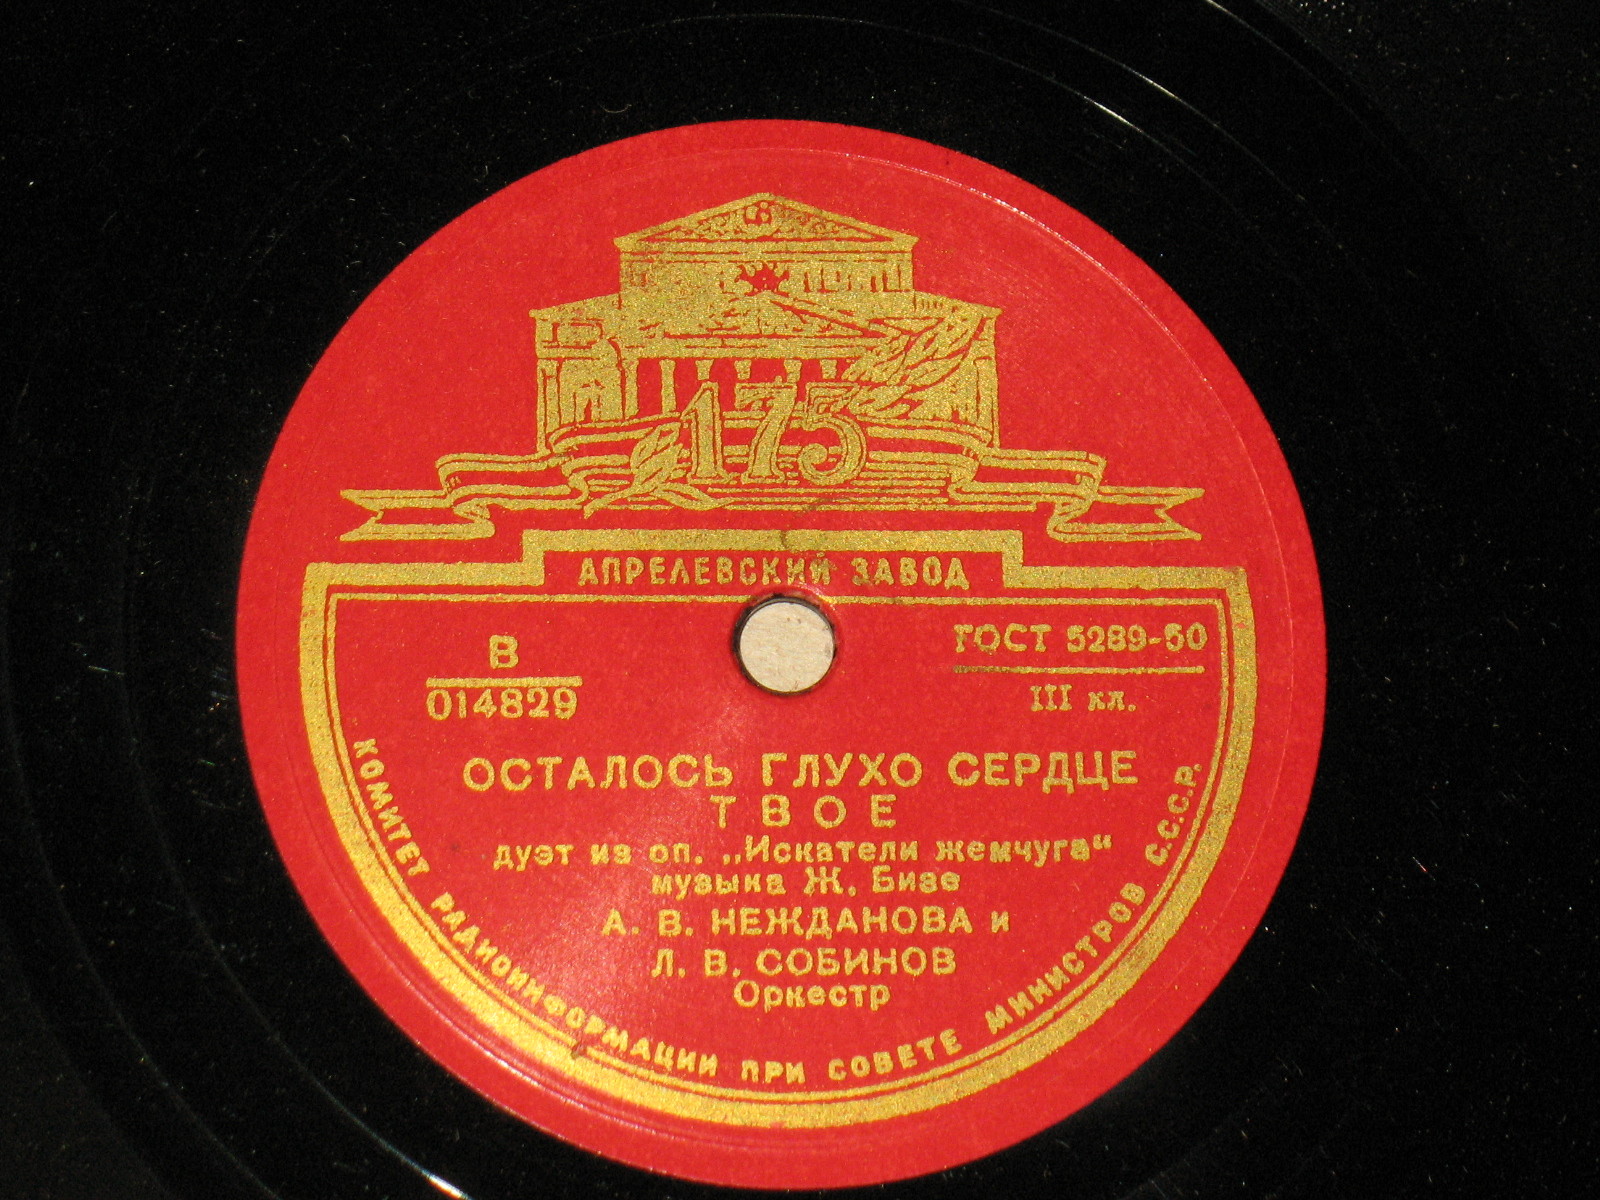 175
АПРЕЛЕВСКИЙ ЗАВОД
В
014829
ГОСТ 5289-50
III кл.
ОСТАЛОСЬ ГЛУХО СЕРДЦЕ
ТВОЕ
дуэт из оп. „Искатели жемчуга“
музыка Ж. Бизе
А. В. НЕЖДАНОВА и
Л. В. СОБИНОВ
Оркестр
КОМИТЕТ РАДИОИНФОРМАЦИИ ПРИ СОВЕТЕ МИНИСТРОВ С.С.С.Р.